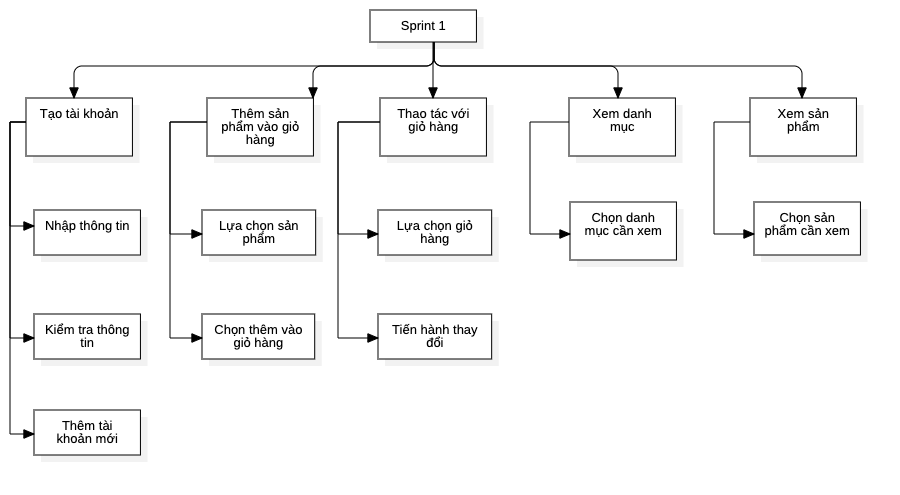 Sprint 1
Tạo tài khoản
Thêm sản
phẩm vào giỏ
hàng
Thao tác với
giỏ hàng
Xem danh
mục
Xem sản
phẩm
Nhập thông tin
Lựa chọn sản
phẩm
Lựa chọn giỏ
hàng
Chọn danh
mục cần xem
Chọn sản
phẩm cần xem
Kiểm tra thông
tin
Chọn thêm vào
giỏ hàng
Tiến hành thay
đổi
Thêm tài
khoản mới